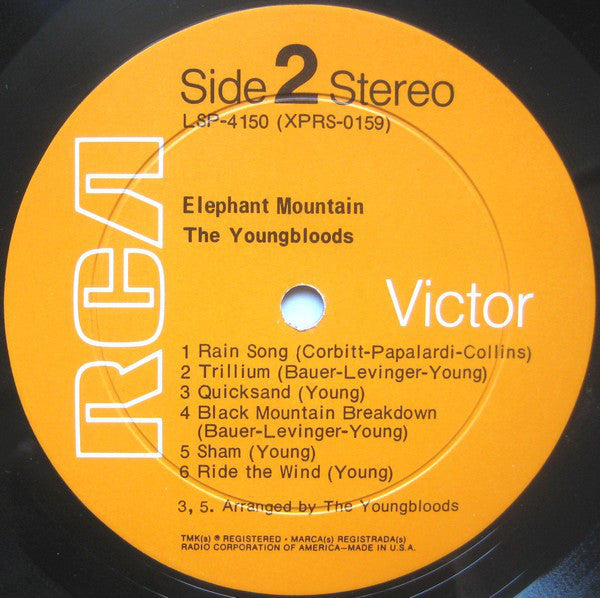 Side 2 Stereo
LSP-4150 (XPRS-0159)
Elephant Mountain
The Youngbloods
RCA
Victor
1 Rain Song (Corbitt-Papalardi-Collins)
2 Trillium (Bauer-Levinger-Young)
3 Quicksand (Young)
4 Black Mountain Breakdown
(Bauer-Levinger-Young)
5 Sham (Young)
6 Ride the Wind (Young)
3, 5. Arranged by The Youngbloods
TMK(s) ® REGISTERED • MARCA(s) REGISTRADA(s)
RADIO CORPORATION OF AMERICA—MADE IN U.S.A.